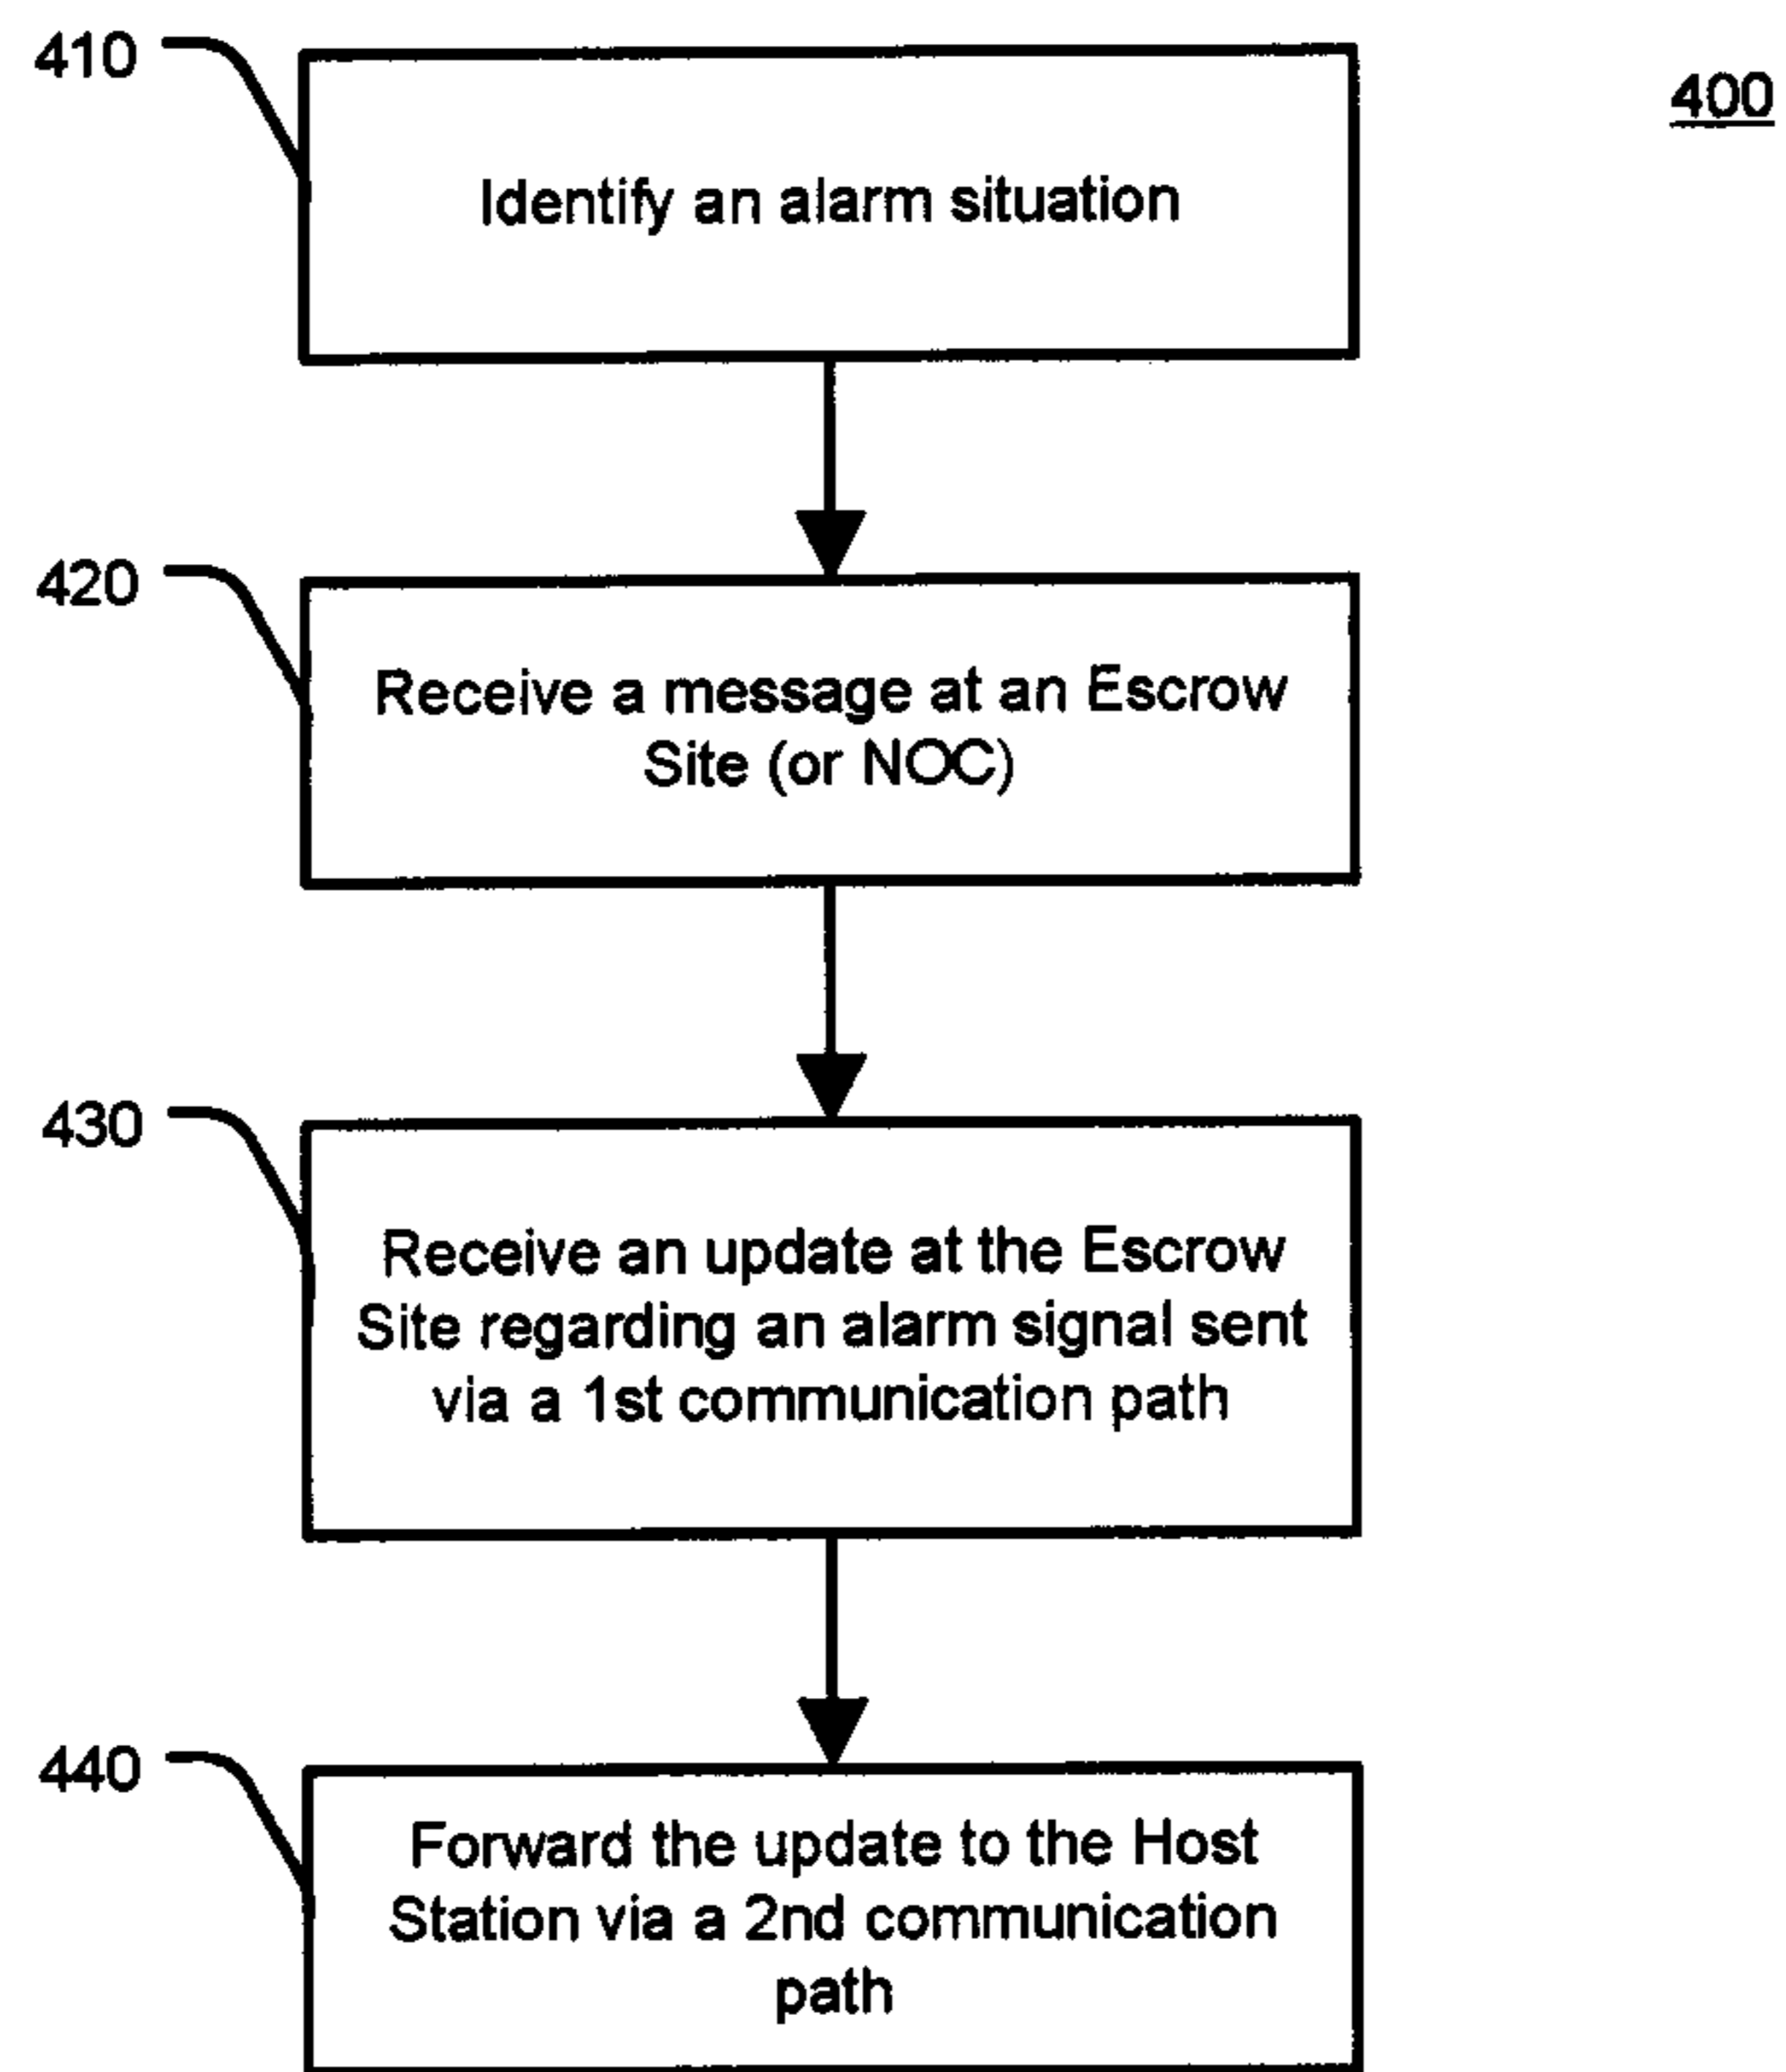 410
400
Identify an alarm situation
420
Receive a message at an Escrow
Site (or NOC)
430
Receive an update at the Escrow
Site regarding an alarm signal sent
via a 1st communication path
440
Forward the update to the Host
Station via a 2nd communication
path